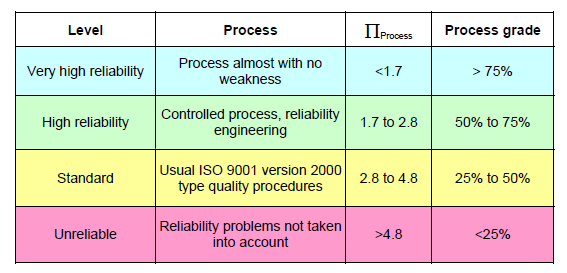 Level Process ∏Process Process grade
Very high reliability Process almost with no weakness <1.7 > 75%
High reliability Controlled process, reliability engineering 1.7 to 2.8 50% to 75%
Standard Usual ISO 9001 version 2000 type quality procedures 2.8 to 4.8 25% to 50%
Unreliable Reliability problems not taken into account >4.8 <25%